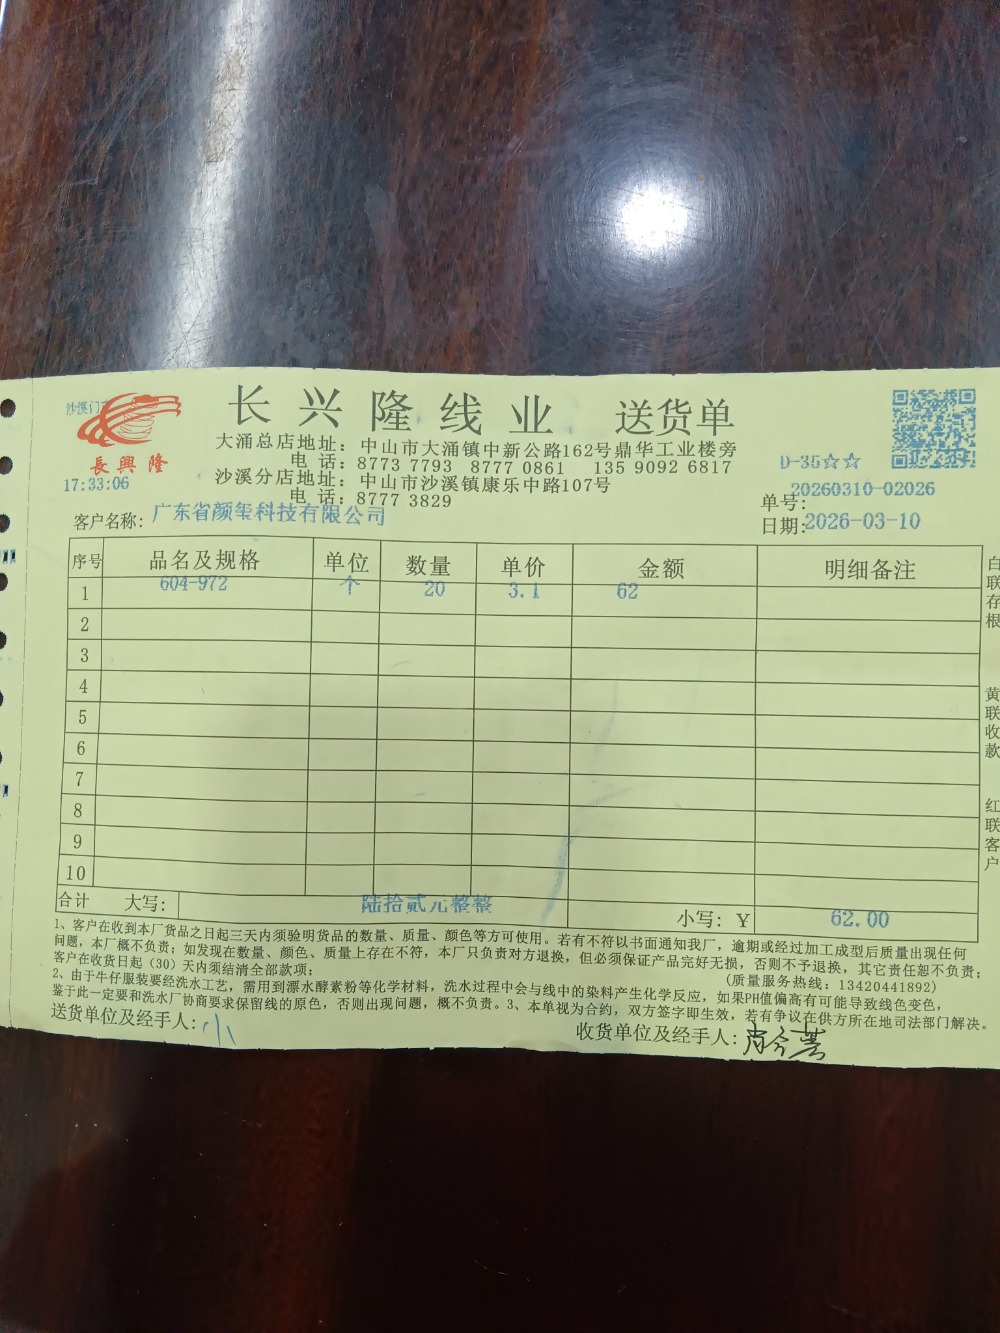 沙溪门
長興隆
17:33:06
长兴隆线业 送货单
大涌总店地址：中山市大涌镇中新公路162号鼎华工业楼旁
电 话：8773 7793 8777 0861 135 9092 6817
沙溪分店地址：中山市沙溪镇康乐中路107号
电 话：8777 3829
D-35☆☆
单号：20260310-02026
日期：2026-03-10
客户名称：广东省颜玺科技有限公司
序号 品名及规格 单位 数量 单价 金额 明细备注
1 604-972 个 20 3.1 62
2
3
4
5
6
7
8
9
10
合计 大写： 陆拾贰元整整 小写：￥ 62.00
1、客户在收到本厂货品之日起三天内须验明货品的数量、质量、颜色等方可使用。若有不符以书面通知我厂，逾期或经过加工成型后质量出现任何
问题，本厂概不负责；如发现在数量、颜色、质量上存在不符，本厂只负责对方退换，但必须保证产品完好无损，否则不予退换，其它责任恕不负责；
客户在收货日起（30）天内须结清全部款项； (质量服务热线：13420441892)
2、由于牛仔服装要经洗水工艺，需用到漂水酵素粉等化学材料，洗水过程中会与线中的染料产生化学反应，如果PH值偏高有可能导致线色变色，
鉴于此一定要和洗水厂协商要求保留线的原色，否则出现问题，概不负责。3、本单视为合约，双方签字即生效，若有争议在供方所在地司法部门解决。
送货单位及经手人：小
收货单位及经手人：
白联存根
黄联收款
红联客户